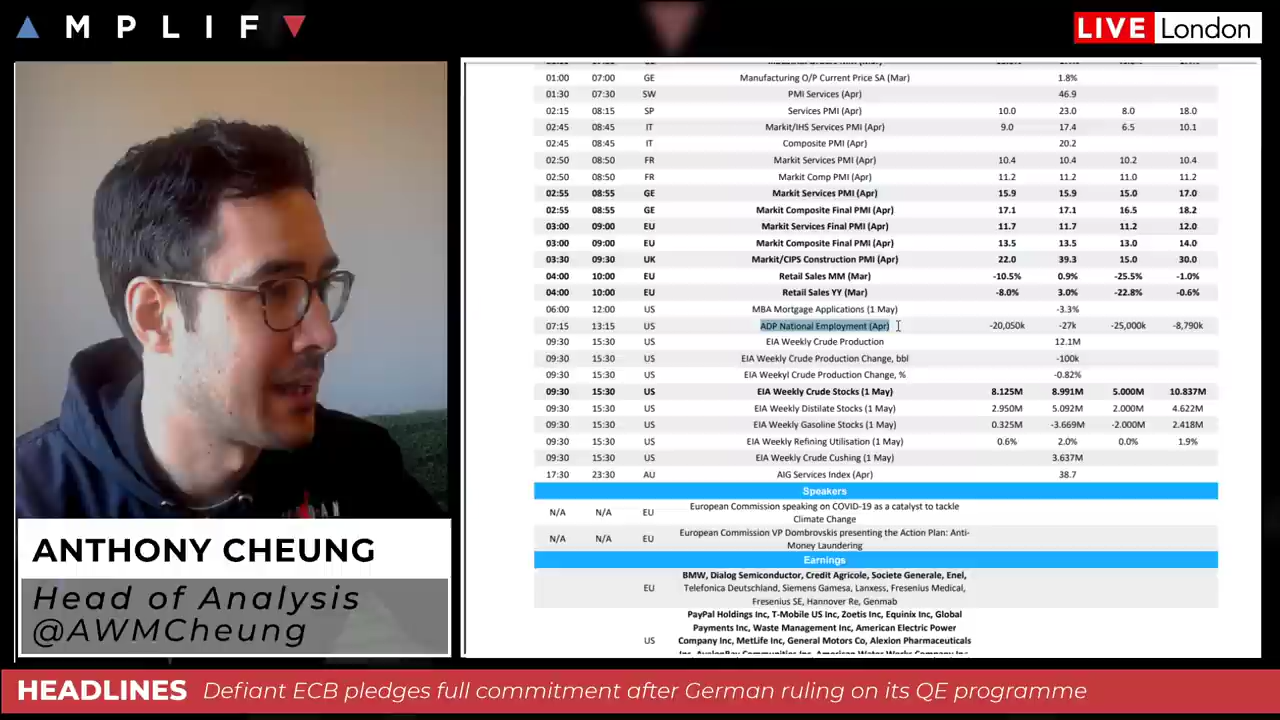 AMPLIFY
LIVE London
01:00 07:00 GE Manufacturing O/P Current Price SA (Mar) 1.8%
01:30 07:30 SW PMI Services (Apr) 46.9
02:15 08:15 SP Services PMI (Apr) 10.0 23.0 8.0 18.0
02:45 08:45 IT Markit/IHS Services PMI (Apr) 9.0 17.4 6.5 10.1
02:45 08:45 IT Composite PMI (Apr) 20.2
02:50 08:50 FR Markit Services PMI (Apr) 10.4 10.4 10.2 10.4
02:50 08:50 FR Markit Comp PMI (Apr) 11.2 11.2 11.0 11.2
02:55 08:55 GE Markit Services PMI (Apr) 15.9 15.9 15.0 17.0
02:55 08:55 GE Markit Composite Final PMI (Apr) 17.1 17.1 16.5 18.2
03:00 09:00 EU Markit Services Final PMI (Apr) 11.7 11.7 11.2 12.0
03:00 09:00 EU Markit Composite Final PMI (Apr) 13.5 13.5 13.0 14.0
03:30 09:30 UK Markit/CIPS Construction PMI (Apr) 22.0 39.3 15.0 30.0
04:00 10:00 EU Retail Sales MM (Mar) -10.5% 0.9% -25.5% -1.0%
04:00 10:00 EU Retail Sales YY (Mar) -8.0% 3.0% -22.8% -0.6%
06:00 12:00 US MBA Mortgage Applications (1 May) -3.3%
07:15 13:15 US ADP National Employment (Apr) -20,050k -27k -25,000k -8,790k
09:30 15:30 US EIA Weekly Crude Production 12.1M
09:30 15:30 US EIA Weekly Crude Production Change, bbl -100k
09:30 15:30 US EIA Weekyl Crude Production Change, % -0.82%
09:30 15:30 US EIA Weekly Crude Stocks (1 May) 8.125M 8.991M 5.000M 10.837M
09:30 15:30 US EIA Weekly Distilate Stocks (1 May) 2.950M 5.092M 2.000M 4.622M
09:30 15:30 US EIA Weekly Gasoline Stocks (1 May) 0.325M -3.669M -2.000M 2.418M
09:30 15:30 US EIA Weekly Refining Utilisation (1 May) 0.6% 2.0% 0.0% 1.9%
09:30 15:30 US EIA Weekly Crude Cushing (1 May) 3.637M
17:30 23:30 AU AIG Services Index (Apr) 38.7
Speakers
N/A N/A EU European Commission speaking on COVID-19 as a catalyst to tackle
Climate Change
N/A N/A EU European Commission VP Dombrovskis presenting the Action Plan: Anti-
Money Laundering
Earnings
BMW, Dialog Semiconductor, Credit Agricole, Societe Generale, Enel,
EU Telefonica Deutschland, Siemens Gamesa, Lanxess, Fresenius Medical,
Fresenius SE, Hannover Re, Genmab
PayPal Holdings Inc, T-Mobile US Inc, Zoetis Inc, Equinix Inc, Global
Payments Inc, Waste Management Inc, American Electric Power
US Company Inc, MetLife Inc, General Motors Co, Alexion Pharmaceuticals
ANTHONY CHEUNG
Head of Analysis
@AWMCheung
HEADLINES Defiant ECB pledges full commitment after German ruling on its QE programme